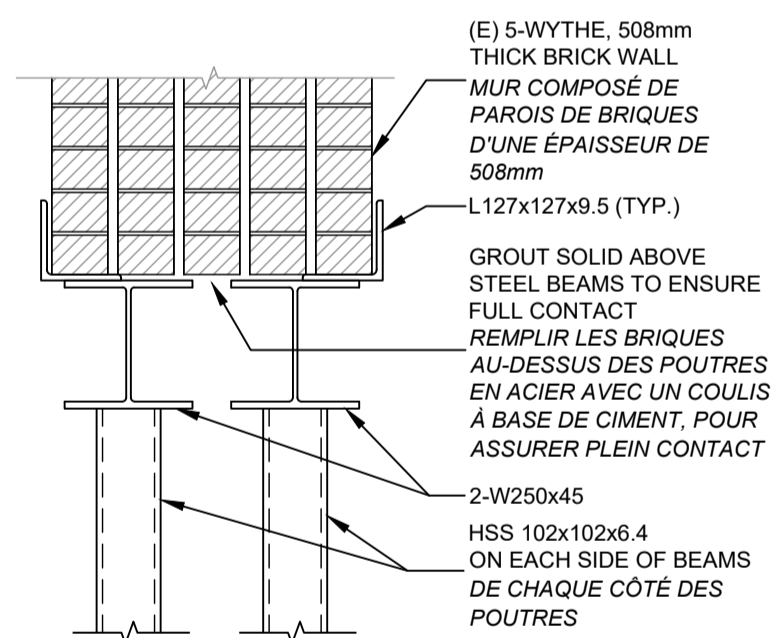 (E) 5-WYTHE, 508mm
THICK BRICK WALL
MUR COMPOSÉ DE
PAROIS DE BRIQUES
D'UNE ÉPAISSEUR DE
508mm
L127x127x9.5 (TYP.)
GROUT SOLID ABOVE
STEEL BEAMS TO ENSURE
FULL CONTACT
REMPLIR LES BRIQUES
AU-DESSUS DES POUTRES
EN ACIER AVEC UN COULIS
À BASE DE CIMENT, POUR
ASSURER PLEIN CONTACT
2-W250x45
HSS 102x102x6.4
ON EACH SIDE OF BEAMS
DE CHAQUE CÔTÉ DES
POUTRES